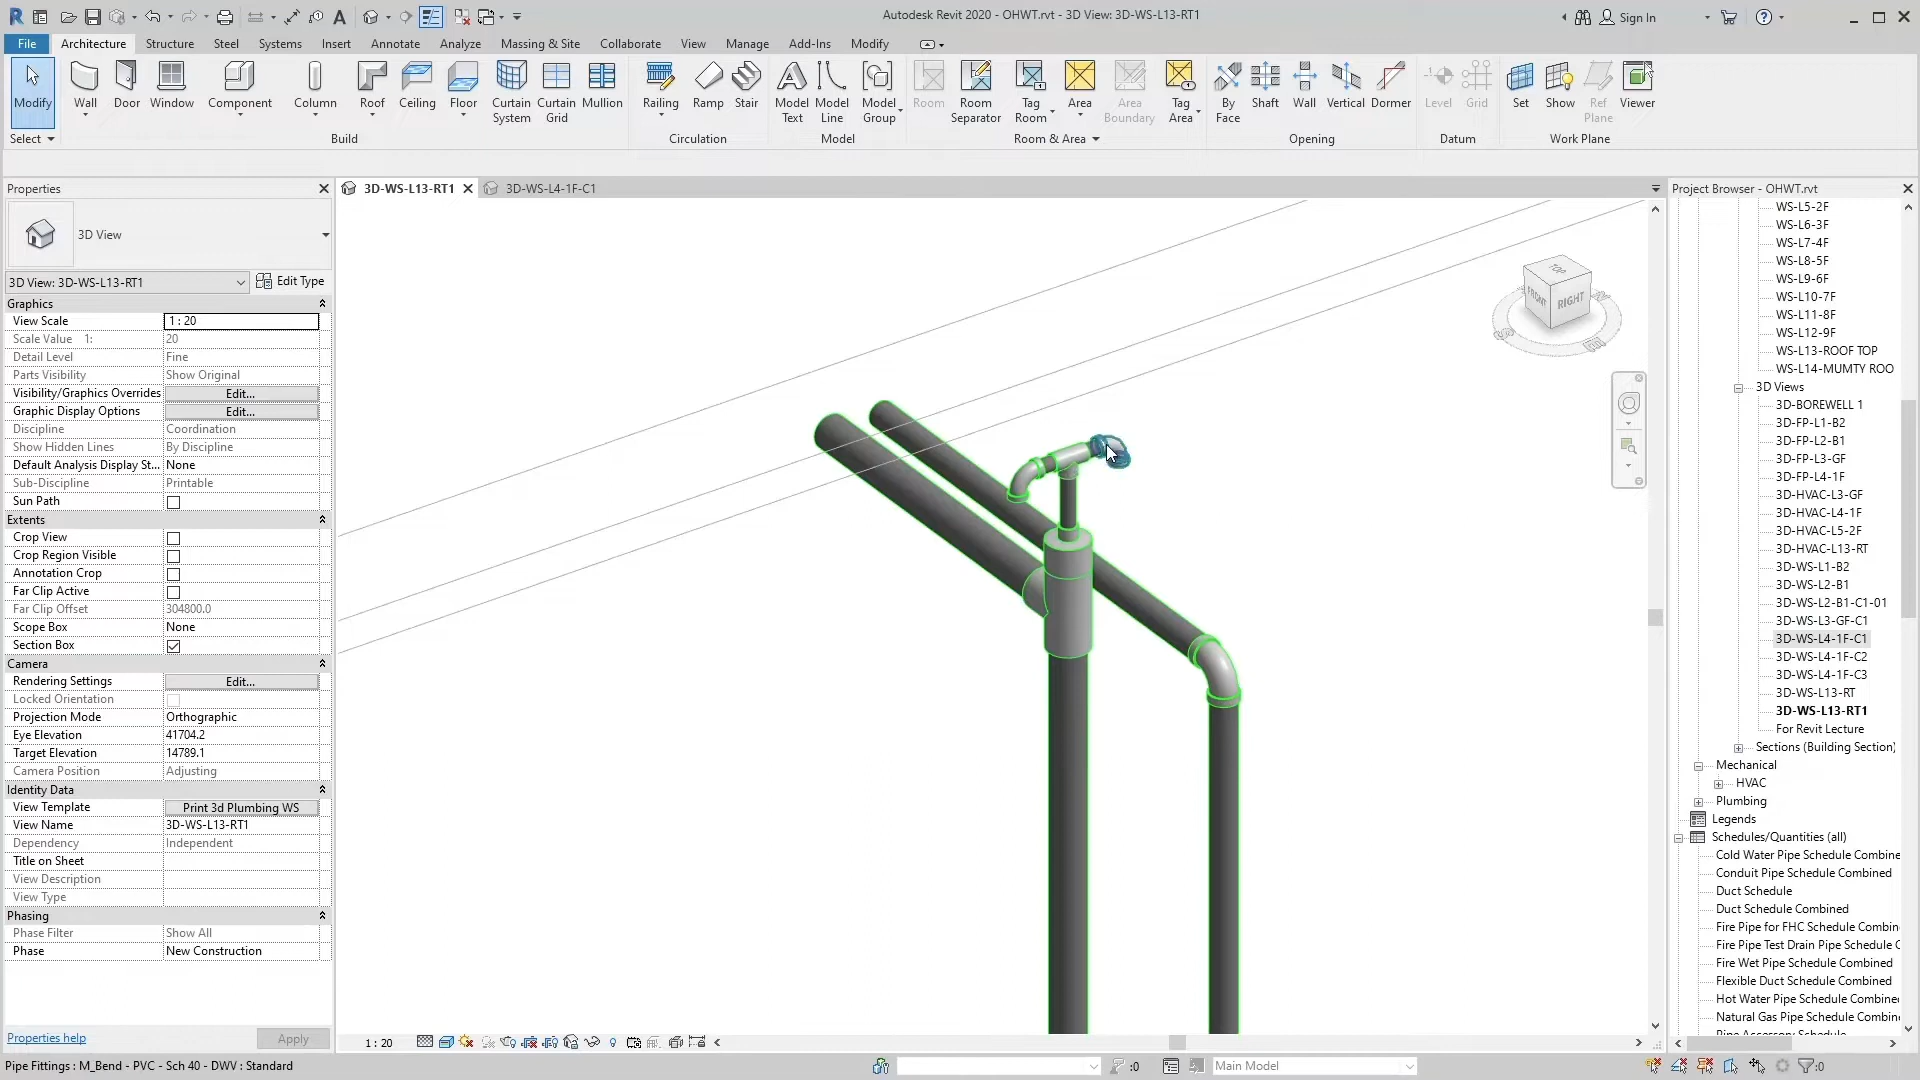 Autodesk Revit 2020 - OHWT.rvt - 3D View: 3D-WS-L13-RT1
Sign In
File Architecture Structure Steel Systems Insert Annotate Analyze Massing & Site Collaborate View Manage Add-Ins Modify
Modify Wall Door Window Component Column Roof Ceiling Floor Curtain System Curtain Grid Mullion Railing Ramp Stair Model Text Model Line Model Group Room Room Separator Tag Room Area Area Boundary Tag Area By Face Shaft Wall Vertical Dormer Level Grid Set Show Ref Plane Viewer
Select Build Circulation Model Room & Area Opening Datum Work Plane
Properties
3D View
3D View: 3D-WS-L13-RT1 Edit Type
Graphics
View Scale 1 : 20
Scale Value 1: 20
Detail Level Fine
Parts Visibility Show Original
Visibility/Graphics Overrides Edit...
Graphic Display Options Edit...
Discipline Coordination
Show Hidden Lines By Discipline
Default Analysis Display St... None
Sub-Discipline Printable
Sun Path
Extents
Crop View
Crop Region Visible
Annotation Crop
Far Clip Active
Far Clip Offset 304800.0
Scope Box None
Section Box
Camera
Rendering Settings Edit...
Locked Orientation
Projection Mode Orthographic
Eye Elevation 41704.2
Target Elevation 14789.1
Camera Position Adjusting
Identity Data
View Template Print 3d Plumbing WS
View Name 3D-WS-L13-RT1
Dependency Independent
Title on Sheet
View Description
View Type
Phasing
Phase Filter Show All
Phase New Construction
Properties help Apply
3D-WS-L13-RT1 3D-WS-L4-1F-C1
TOP
FRONT RIGHT
1 : 20
Project Browser - OHWT.rvt
WS-L5-2F
WS-L6-3F
WS-L7-4F
WS-L8-5F
WS-L9-6F
WS-L10-7F
WS-L11-8F
WS-L12-9F
WS-L13-ROOF TOP
WS-L14-MUMTY ROO
3D Views
3D-BOREWELL 1
3D-FP-L1-B2
3D-FP-L2-B1
3D-FP-L3-GF
3D-FP-L4-1F
3D-HVAC-L3-GF
3D-HVAC-L4-1F
3D-HVAC-L5-2F
3D-HVAC-L13-RT
3D-WS-L1-B2
3D-WS-L2-B1
3D-WS-L2-B1-C1-01
3D-WS-L3-GF-C1
3D-WS-L4-1F-C1
3D-WS-L4-1F-C2
3D-WS-L4-1F-C3
3D-WS-L13-RT
3D-WS-L13-RT1
For Revit Lecture
Sections (Building Section)
Mechanical
HVAC
Plumbing
Legends
Schedules/Quantities (all)
Cold Water Pipe Schedule Combine
Conduit Pipe Schedule Combined
Duct Schedule
Duct Schedule Combined
Fire Pipe for FHC Schedule Combin
Fire Pipe Test Drain Pipe Schedule C
Fire Wet Pipe Schedule Combined
Flexible Duct Schedule Combined
Hot Water Pipe Schedule Combine
Natural Gas Pipe Schedule Combine
Pipe Accessory Schedule
Pipe Fittings : M_Bend - PVC - Sch 40 - DWV : Standard
:0
Main Model
:0